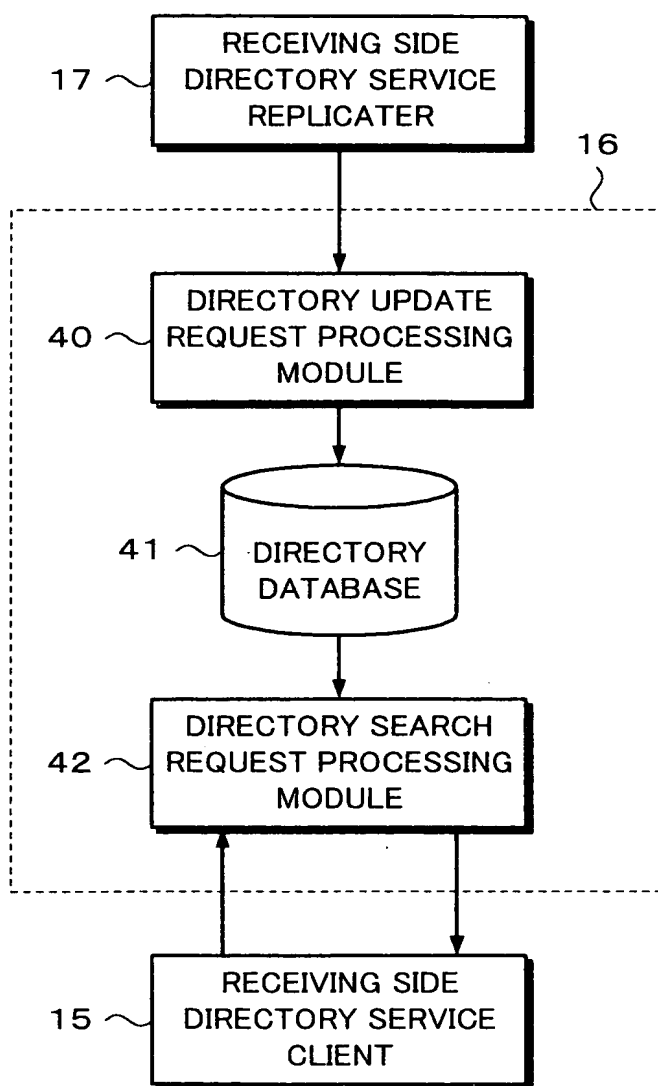 RECEIVING SIDE
DIRECTORY SERVICE
REPLICATER
17
16
DIRECTORY UPDATE
REQUEST PROCESSING
MODULE
40
41
DIRECTORY
DATABASE
DIRECTORY SEARCH
REQUEST PROCESSING
MODULE
42
RECEIVING SIDE
DIRECTORY SERVICE
CLIENT
15